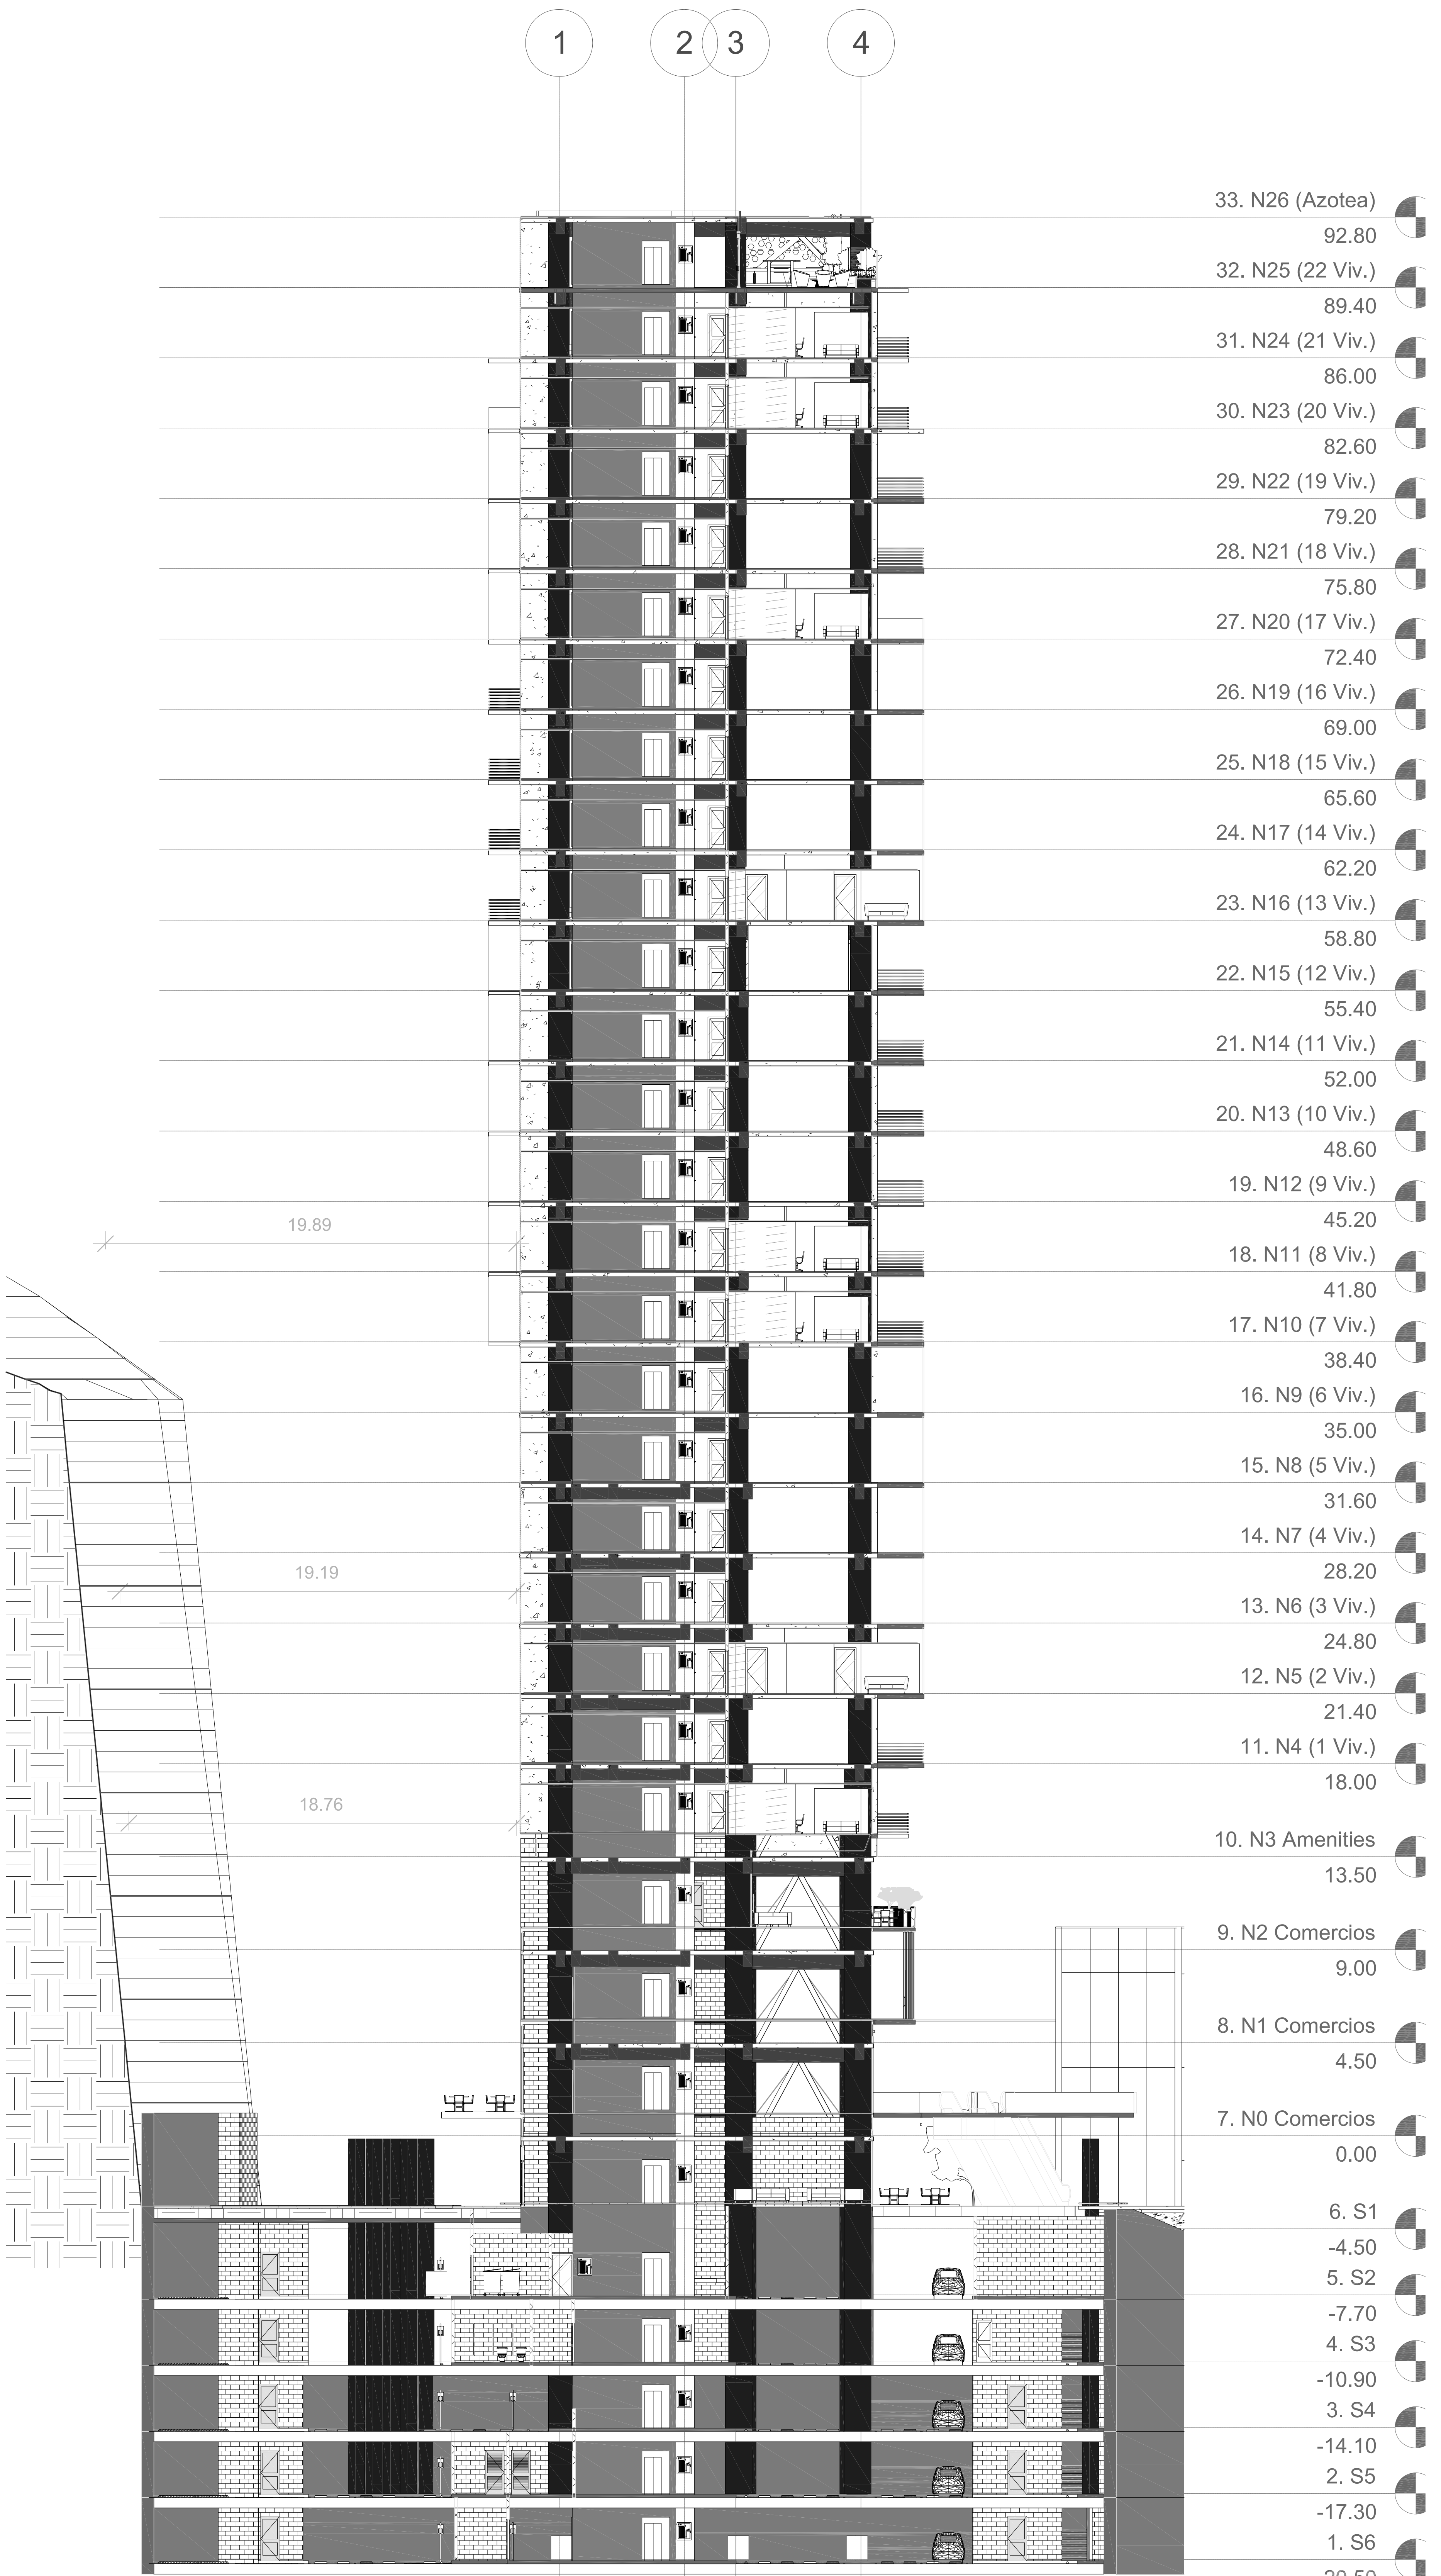 1 2 3 4
33. N26 (Azotea)
92.80
32. N25 (22 Viv.)
89.40
31. N24 (21 Viv.)
86.00
30. N23 (20 Viv.)
82.60
29. N22 (19 Viv.)
79.20
28. N21 (18 Viv.)
75.80
27. N20 (17 Viv.)
72.40
26. N19 (16 Viv.)
69.00
25. N18 (15 Viv.)
65.60
24. N17 (14 Viv.)
62.20
23. N16 (13 Viv.)
58.80
22. N15 (12 Viv.)
55.40
21. N14 (11 Viv.)
52.00
20. N13 (10 Viv.)
48.60
19. N12 (9 Viv.)
45.20
19.89
18. N11 (8 Viv.)
41.80
17. N10 (7 Viv.)
38.40
16. N9 (6 Viv.)
35.00
15. N8 (5 Viv.)
31.60
14. N7 (4 Viv.)
28.20
19.19
13. N6 (3 Viv.)
24.80
12. N5 (2 Viv.)
21.40
11. N4 (1 Viv.)
18.00
18.76
10. N3 Amenities
13.50
9. N2 Comercios
9.00
8. N1 Comercios
4.50
7. N0 Comercios
0.00
6. S1
-4.50
5. S2
-7.70
4. S3
-10.90
3. S4
-14.10
2. S5
-17.30
1. S6